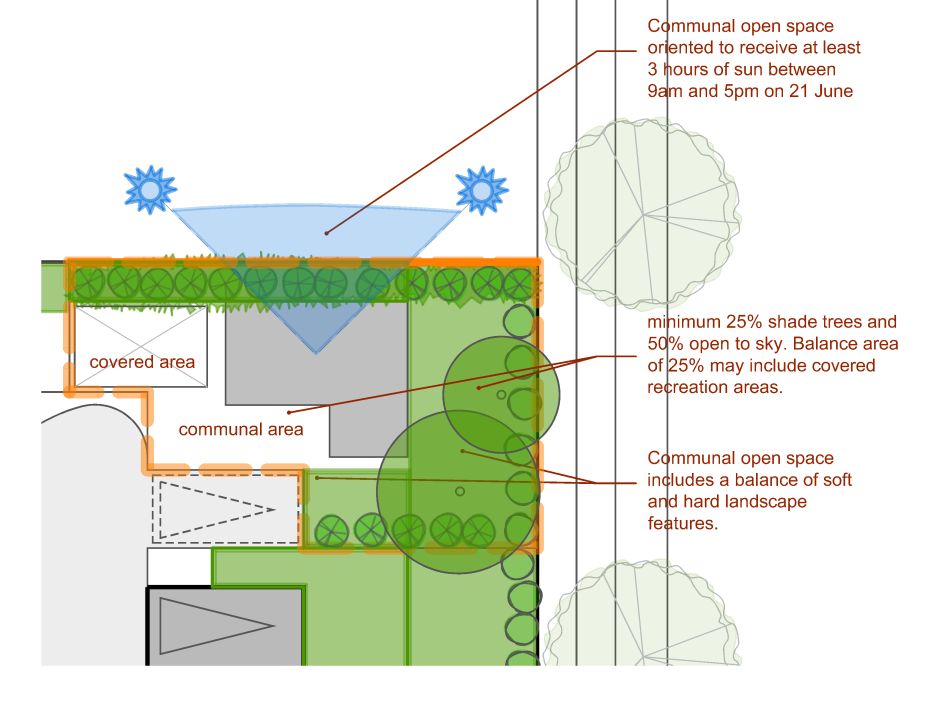 Communal open space
oriented to receive at least
3 hours of sun between
9am and 5pm on 21 June
minimum 25% shade trees and
50% open to sky. Balance area
of 25% may include covered
recreation areas.
covered area
communal area
Communal open space
includes a balance of soft
and hard landscape
features.